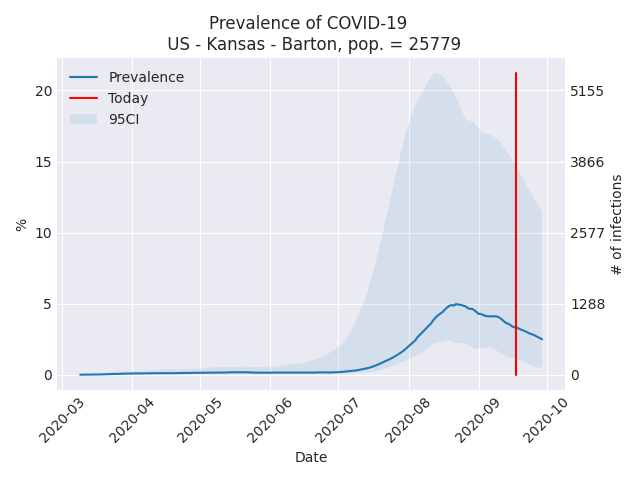 Prevalence of COVID-19
US - Kansas - Barton, pop. = 25779
Prevalence
Today
95CI
20
15
10
5
0
%
5155
3866
2577
1288
0
# of infections
2020-03
2020-04
2020-05
2020-06
2020-07
2020-08
2020-09
2020-10
Date